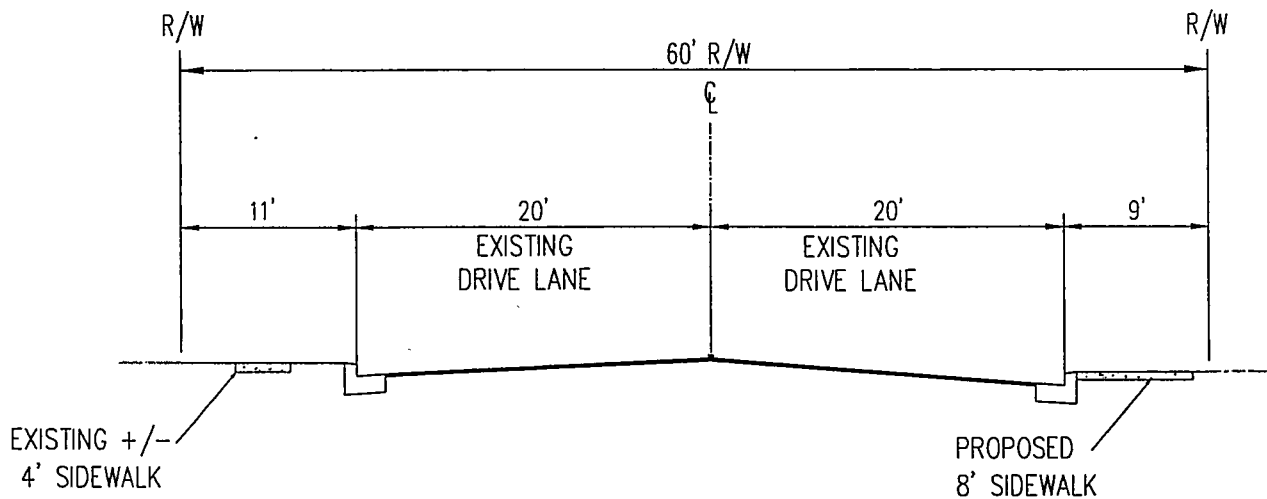 R/W
R/W
60' R/W
℄
11'
20'
20'
9'
EXISTING
DRIVE LANE
EXISTING
DRIVE LANE
EXISTING +/-
4' SIDEWALK
PROPOSED
8' SIDEWALK